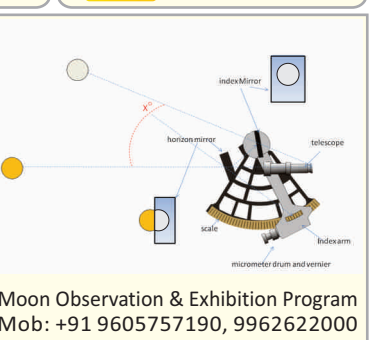 index Mirror
x°
horizon mirror
telescope
scale
Index arm
micrometer drum and vernier
Moon Observation & Exhibition Program
Mob: +91 9605757190, 9962622000